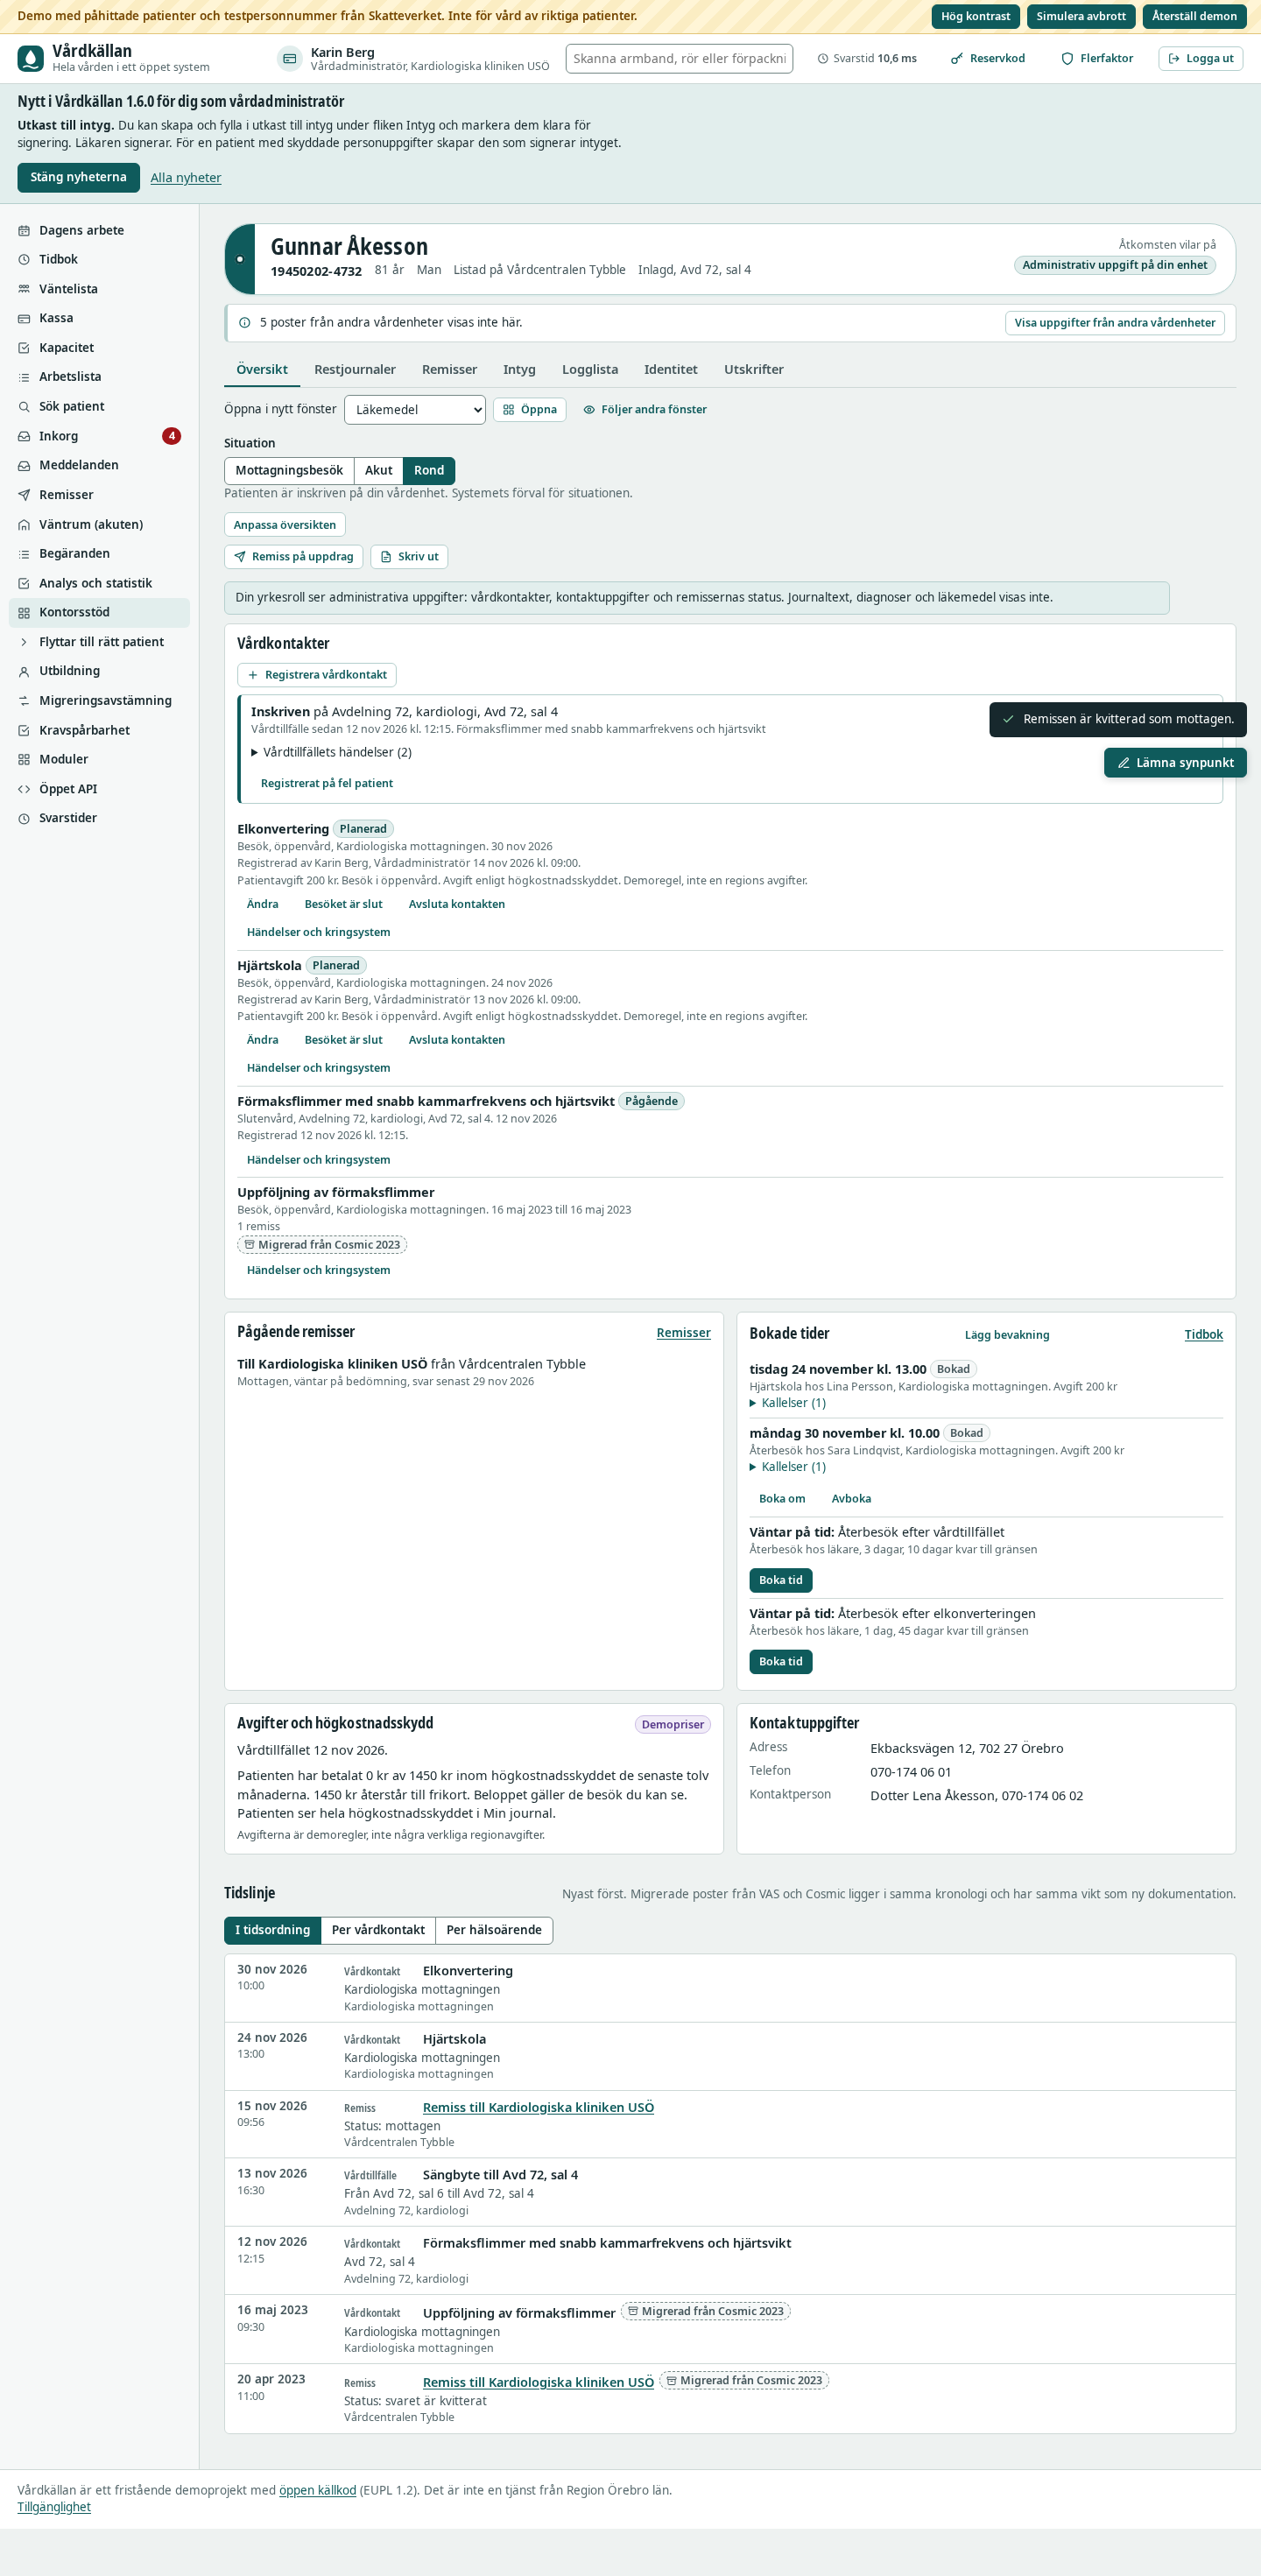 Demo med påhittade patienter och testpersonnummer från Skatteverket. Inte för vård av riktiga patienter.
Hög kontrast
Simulera avbrott
Återställ demon
Vårdkällan
Hela vården i ett öppet system
Karin Berg
Vårdadministratör, Kardiologiska kliniken USÖ
Skanna armband, rör eller förpackni
Svarstid 10,6 ms
Reservkod
Flerfaktor
Logga ut
Nytt i Vårdkällan 1.6.0 för dig som vårdadministratör
Utkast till intyg. Du kan skapa och fylla i utkast till intyg under fliken Intyg och markera dem klara för
signering. Läkaren signerar. För en patient med skyddade personuppgifter skapar den som signerar intyget.
Stäng nyheterna
Alla nyheter
Dagens arbete
Tidbok
Väntelista
Kassa
Kapacitet
Arbetslista
Sök patient
Inkorg
4
Meddelanden
Remisser
Väntrum (akuten)
Begäranden
Analys och statistik
Kontorsstöd
Flyttar till rätt patient
Utbildning
Migreringsavstämning
Kravspårbarhet
Moduler
Öppet API
Svarstider
Gunnar Åkesson
19450202-4732
81 år
Man
Listad på Vårdcentralen Tybble
Inlagd, Avd 72, sal 4
Åtkomsten vilar på
Administrativ uppgift på din enhet
5 poster från andra vårdenheter visas inte här.
Visa uppgifter från andra vårdenheter
Översikt
Restjournaler
Remisser
Intyg
Logglista
Identitet
Utskrifter
Öppna i nytt fönster
Läkemedel
Öppna
Följer andra fönster
Situation
Mottagningsbesök
Akut
Rond
Patienten är inskriven på din vårdenhet. Systemets förval för situationen.
Anpassa översikten
Remiss på uppdrag
Skriv ut
Din yrkesroll ser administrativa uppgifter: vårdkontakter, kontaktuppgifter och remissernas status. Journaltext, diagnoser och läkemedel visas inte.
Vårdkontakter
Registrera vårdkontakt
Inskriven på Avdelning 72, kardiologi, Avd 72, sal 4
Vårdtillfälle sedan 12 nov 2026 kl. 12:15. Förmaksflimmer med snabb kammarfrekvens och hjärtsvikt
Vårdtillfällets händelser (2)
Registrerat på fel patient
Remissen är kvitterad som mottagen.
Lämna synpunkt
Elkonvertering Planerad
Besök, öppenvård, Kardiologiska mottagningen. 30 nov 2026
Registrerad av Karin Berg, Vårdadministratör 14 nov 2026 kl. 09:00.
Patientavgift 200 kr. Besök i öppenvård. Avgift enligt högkostnadsskyddet. Demoregel, inte en regions avgifter.
Ändra
Besöket är slut
Avsluta kontakten
Händelser och kringsystem
Hjärtskola Planerad
Besök, öppenvård, Kardiologiska mottagningen. 24 nov 2026
Registrerad av Karin Berg, Vårdadministratör 13 nov 2026 kl. 09:00.
Patientavgift 200 kr. Besök i öppenvård. Avgift enligt högkostnadsskyddet. Demoregel, inte en regions avgifter.
Ändra
Besöket är slut
Avsluta kontakten
Händelser och kringsystem
Förmaksflimmer med snabb kammarfrekvens och hjärtsvikt Pågående
Slutenvård, Avdelning 72, kardiologi, Avd 72, sal 4. 12 nov 2026
Registrerad 12 nov 2026 kl. 12:15.
Händelser och kringsystem
Uppföljning av förmaksflimmer
Besök, öppenvård, Kardiologiska mottagningen. 16 maj 2023 till 16 maj 2023
1 remiss
Migrerad från Cosmic 2023
Händelser och kringsystem
Pågående remisser
Remisser
Till Kardiologiska kliniken USÖ från Vårdcentralen Tybble
Mottagen, väntar på bedömning, svar senast 29 nov 2026
Bokade tider
Lägg bevakning
Tidbok
tisdag 24 november kl. 13.00 Bokad
Hjärtskola hos Lina Persson, Kardiologiska mottagningen. Avgift 200 kr
Kallelser (1)
måndag 30 november kl. 10.00 Bokad
Återbesök hos Sara Lindqvist, Kardiologiska mottagningen. Avgift 200 kr
Kallelser (1)
Boka om
Avboka
Väntar på tid: Återbesök efter vårdtillfället
Återbesök hos läkare, 3 dagar, 10 dagar kvar till gränsen
Boka tid
Väntar på tid: Återbesök efter elkonverteringen
Återbesök hos läkare, 1 dag, 45 dagar kvar till gränsen
Boka tid
Avgifter och högkostnadsskydd
Demopriser
Vårdtillfället 12 nov 2026.
Patienten har betalat 0 kr av 1450 kr inom högkostnadsskyddet de senaste tolv
månaderna. 1450 kr återstår till frikort. Beloppet gäller de besök du kan se.
Patienten ser hela högkostnadsskyddet i Min journal.
Avgifterna är demoregler, inte några verkliga regionavgifter.
Kontaktuppgifter
Adress
Ekbacksvägen 12, 702 27 Örebro
Telefon
070-174 06 01
Kontaktperson
Dotter Lena Åkesson, 070-174 06 02
Tidslinje
Nyast först. Migrerade poster från VAS och Cosmic ligger i samma kronologi och har samma vikt som ny dokumentation.
I tidsordning
Per vårdkontakt
Per hälsoärende
30 nov 2026
10:00
Vårdkontakt
Elkonvertering
Kardiologiska mottagningen
Kardiologiska mottagningen
24 nov 2026
13:00
Vårdkontakt
Hjärtskola
Kardiologiska mottagningen
Kardiologiska mottagningen
15 nov 2026
09:56
Remiss
Remiss till Kardiologiska kliniken USÖ
Status: mottagen
Vårdcentralen Tybble
13 nov 2026
16:30
Vårdtillfälle
Sängbyte till Avd 72, sal 4
Från Avd 72, sal 6 till Avd 72, sal 4
Avdelning 72, kardiologi
12 nov 2026
12:15
Vårdkontakt
Förmaksflimmer med snabb kammarfrekvens och hjärtsvikt
Avd 72, sal 4
Avdelning 72, kardiologi
16 maj 2023
09:30
Vårdkontakt
Uppföljning av förmaksflimmer Migrerad från Cosmic 2023
Kardiologiska mottagningen
Kardiologiska mottagningen
20 apr 2023
11:00
Remiss
Remiss till Kardiologiska kliniken USÖ Migrerad från Cosmic 2023
Status: svaret är kvitterat
Vårdcentralen Tybble
Vårdkällan är ett fristående demoprojekt med öppen källkod (EUPL 1.2). Det är inte en tjänst från Region Örebro län.
Tillgänglighet